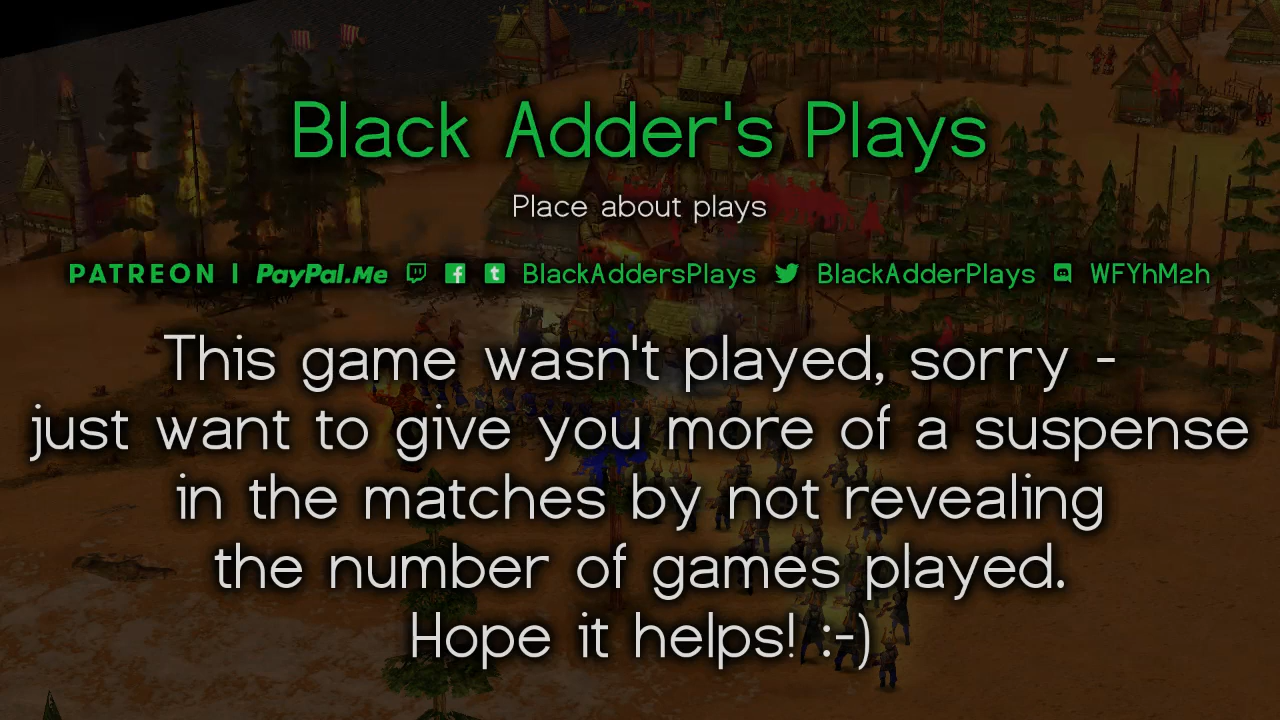 Black Adder's Plays
Place about plays
PATREON | PayPal.Me BlackAddersPlays BlackAdderPlays WFYhM2h
This game wasn't played, sorry -
just want to give you more of a suspense
in the matches by not revealing
the number of games played.
Hope it helps! :-)